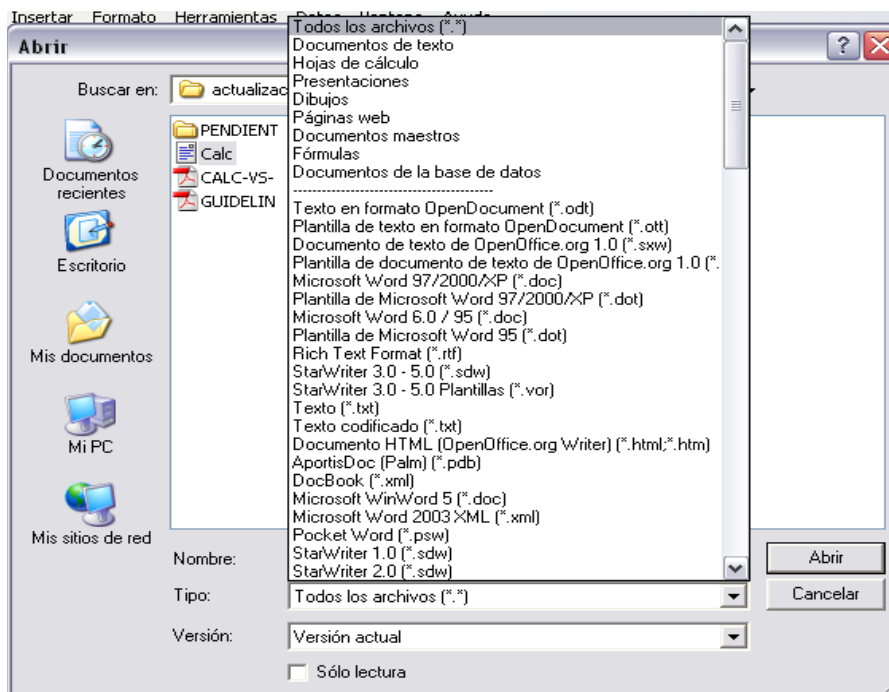 Insertar Formato Herramientas Datos Ventana Ayuda
Abrir
Buscar en: actualizac
Todos los archivos (*.*)
Documentos de texto
Hojas de cálculo
Presentaciones
Dibujos
Páginas web
Documentos maestros
Fórmulas
Documentos de la base de datos
-------------------------------------------
Texto en formato OpenDocument (*.odt)
Plantilla de texto en formato OpenDocument (*.ott)
Documento de texto de OpenOffice.org 1.0 (*.sxw)
Plantilla de documento de texto de OpenOffice.org 1.0 (*.
Microsoft Word 97/2000/XP (*.doc)
Plantilla de Microsoft Word 97/2000/XP (*.dot)
Microsoft Word 6.0 / 95 (*.doc)
Plantilla de Microsoft Word 95 (*.dot)
Rich Text Format (*.rtf)
StarWriter 3.0 - 5.0 (*.sdw)
StarWriter 3.0 - 5.0 Plantillas (*.vor)
Texto (*.txt)
Texto codificado (*.txt)
Documento HTML (OpenOffice.org Writer) (*.html;*.htm)
AportisDoc (Palm) (*.pdb)
DocBook (*.xml)
Microsoft WinWord 5 (*.doc)
Microsoft Word 2003 XML (*.xml)
Pocket Word (*.psw)
StarWriter 1.0 (*.sdw)
StarWriter 2.0 (*.sdw)
PENDIENT
Calc
CALC-VS-
GUIDELIN
Documentos
recientes
Escritorio
Mis documentos
Mi PC
Mis sitios de red
Nombre:
Abrir
Tipo: Todos los archivos (*.*)
Cancelar
Versión: Versión actual
Sólo lectura